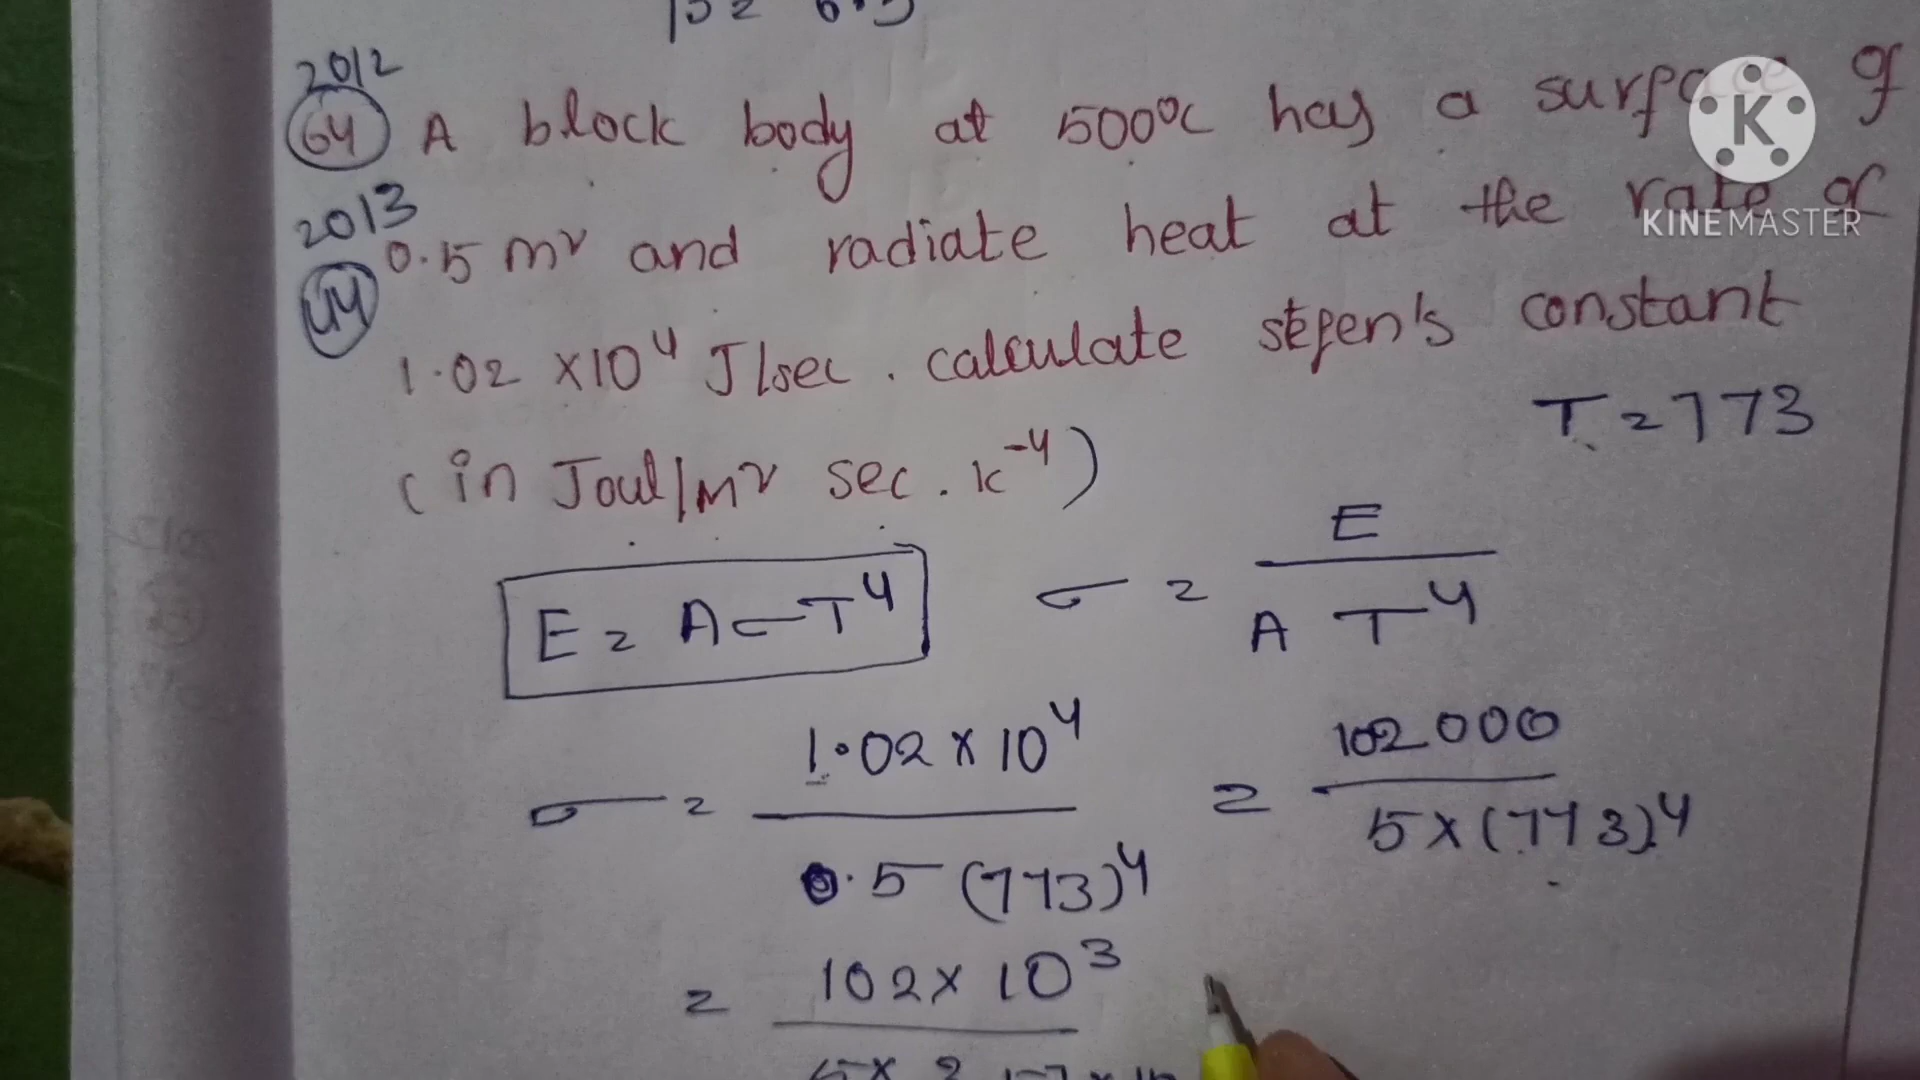 2012
64 A block body at 500°C has a surface of
2013
44 0.5 m² and radiate heat at the rate of
KINEMASTER
1.02 ×10⁴ J/sec. calculate stefen's constant
T = 773
(in Joul/m² sec. k⁻⁴)
E = AσT⁴ σ = E / A T⁴
σ = 1.02 × 10⁴ / 0.5 (773)⁴ = 102000 / 5×(773)⁴
= 102× 10³